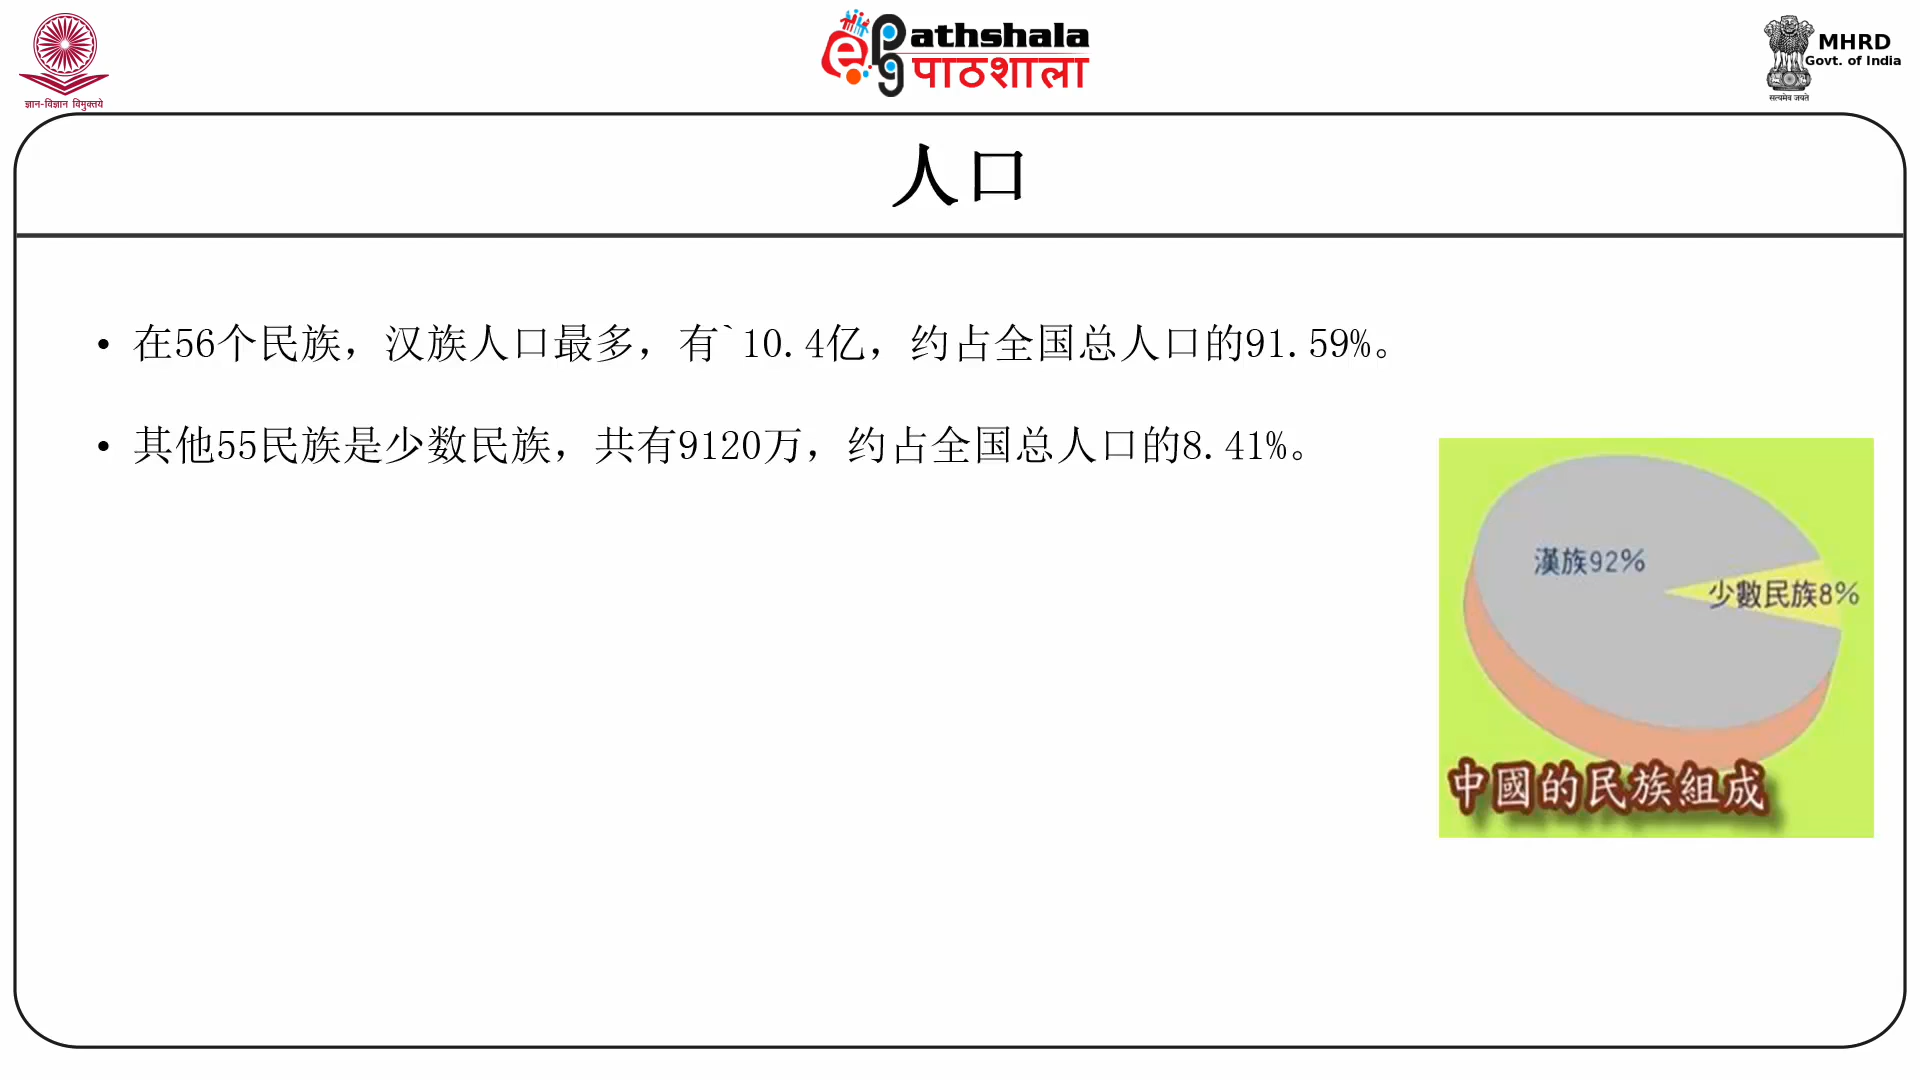 ज्ञान-विज्ञान विमुक्तये
ePathshala
पाठशाला
MHRD
Govt. of India
सत्यमेव जयते
人口
• 在56个民族，汉族人口最多，有`10.4亿，约占全国总人口的91.59%。
• 其他55民族是少数民族，共有9120万，约占全国总人口的8.41%。
漢族92%
少數民族8%
中國的民族組成